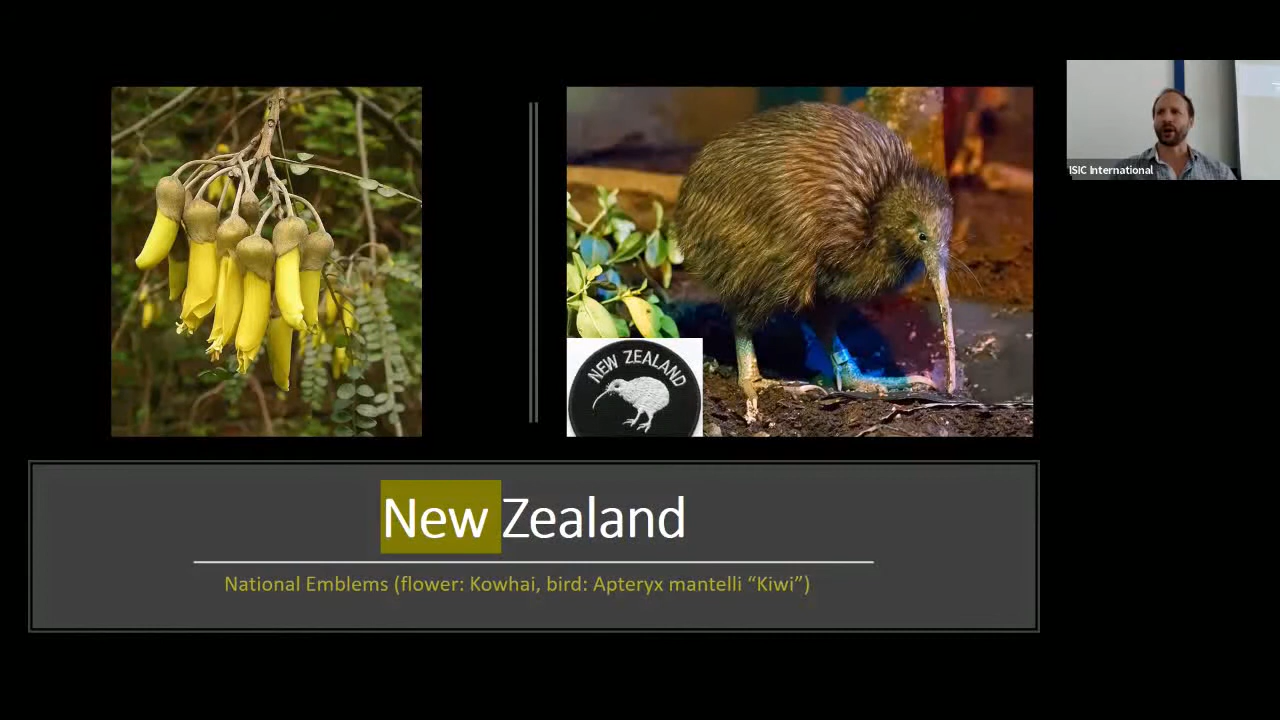 ISIC International
NEW ZEALAND
New Zealand
National Emblems (flower: Kowhai, bird: Apteryx mantelli “Kiwi”)